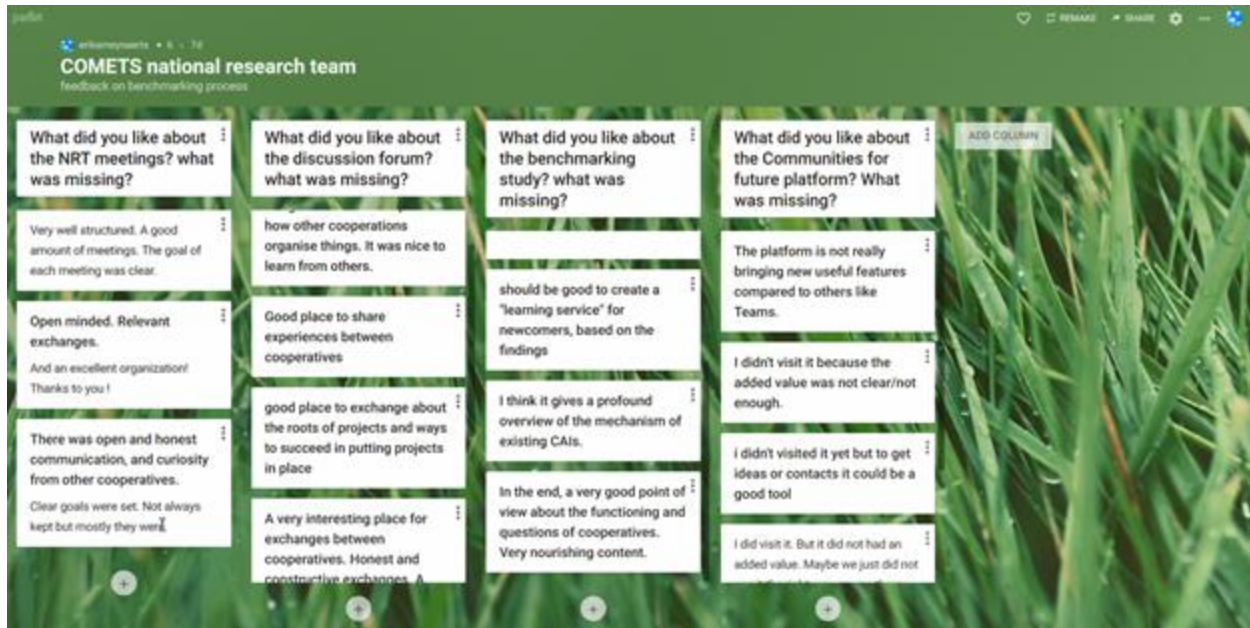 padlet
REMAKE
SHARE
6 7d
COMETS national research team
feedback on benchmarking process
What did you like about
the NRT meetings? what
was missing?
Very well structured. A good
amount of meetings. The goal of
each meeting was clear.
Open minded. Relevant
exchanges.
And an excellent organization!
Thanks to you !
There was open and honest
communication, and curiosity
from other cooperatives.
Clear goals were set. Not always
kept but mostly they were.
What did you like about
the discussion forum?
what was missing?
how other cooperations
organise things. It was nice to
learn from others.
Good place to share
experiences between
cooperatives
good place to exchange about
the roots of projects and ways
to succeed in putting projects
in place
A very interesting place for
exchanges between
cooperatives. Honest and
constructive exchanges. A
What did you like about
the benchmarking
study? what was
missing?
should be good to create a
"learning service" for
newcomers, based on the
findings
I think it gives a profound
overview of the mechanism of
existing CAIs.
In the end, a very good point of
view about the functioning and
questions of cooperatives.
Very nourishing content.
What did you like about
the Communities for
future platform? What
was missing?
The platform is not really
bringing new useful features
compared to others like
Teams.
I didn't visit it because the
added value was not clear/not
enough.
i didn't visited it yet but to get
ideas or contacts it could be a
good tool
I did visit it. But it did not had an
added value. Maybe we just did not
ADD COLUMN